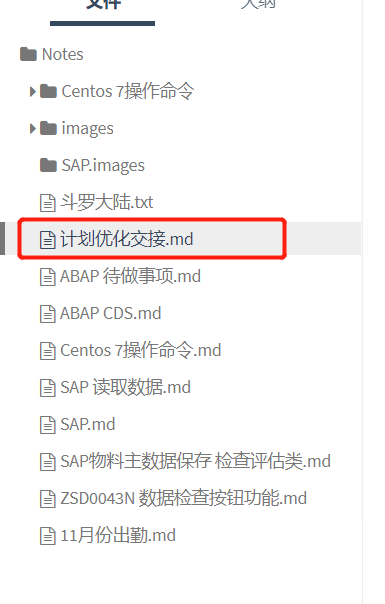 文件 大纲
Notes
Centos 7操作命令
images
SAP.images
斗罗大陆.txt
计划优化交接.md
ABAP 待做事项.md
ABAP CDS.md
Centos 7操作命令.md
SAP 读取数据.md
SAP.md
SAP物料主数据保存 检查评估类.md
ZSD0043N 数据检查按钮功能.md
11月份出勤.md